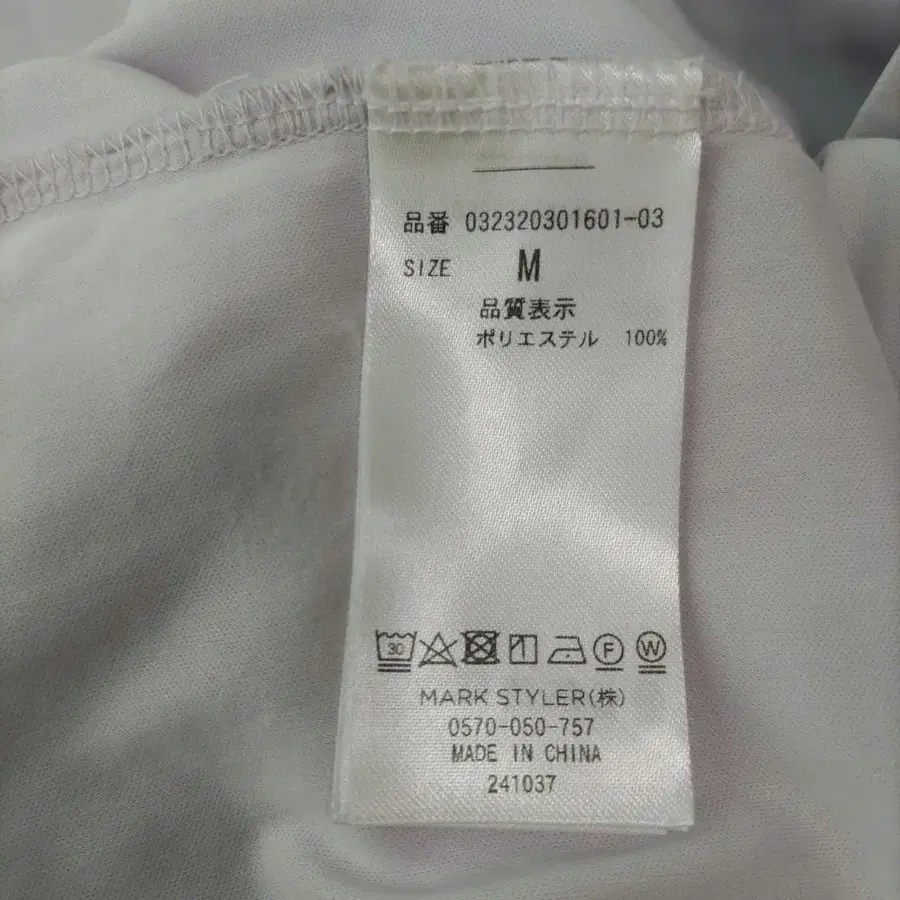 品番 032320301601-03
SIZE M
品質表示
ポリエステル 100%
30 F W
MARK STYLER(株)
0570-050-757
MADE IN CHINA
241037